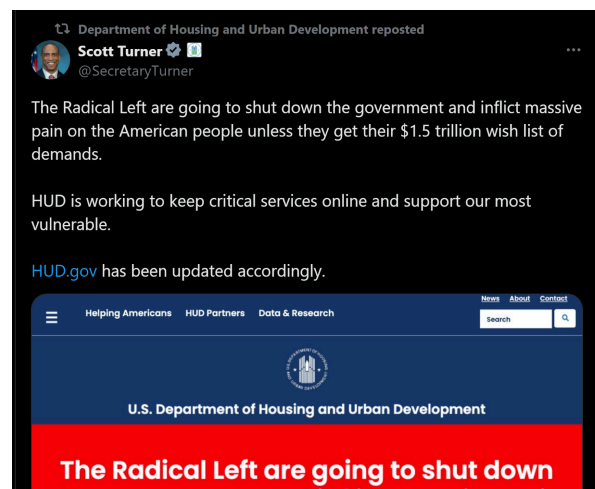 Department of Housing and Urban Development reposted
Scott Turner
@SecretaryTurner
The Radical Left are going to shut down the government and inflict massive
pain on the American people unless they get their $1.5 trillion wish list of
demands.
HUD is working to keep critical services online and support our most
vulnerable.
HUD.gov has been updated accordingly.
News About Contact
Helping Americans HUD Partners Data & Research
Search
U.S. Department of Housing and Urban Development
The Radical Left are going to shut down